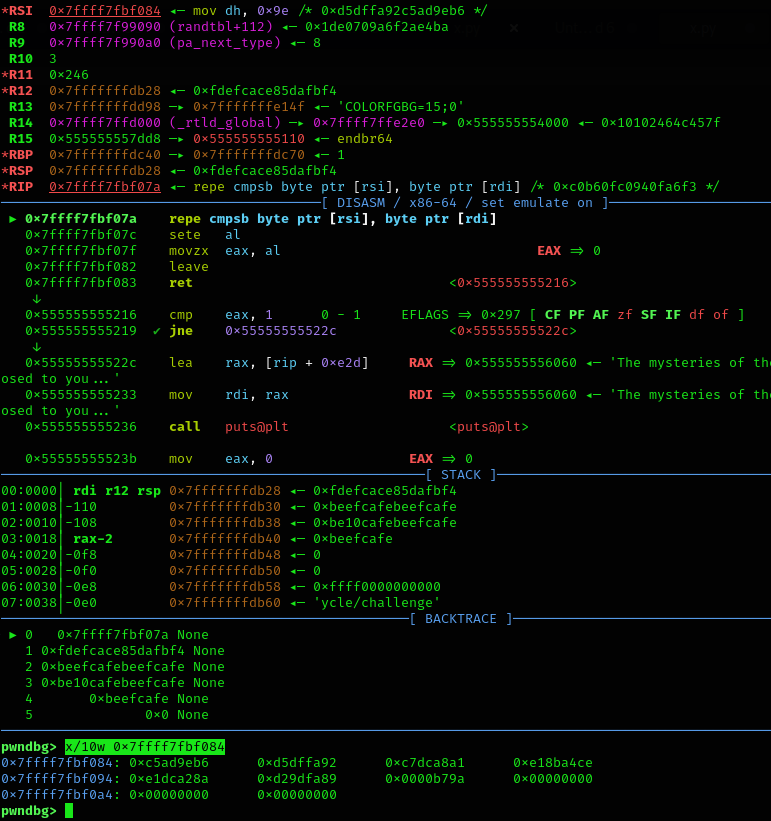 *RSI  0x7ffff7fbf084 ◂— mov dh, 0x9e /* 0xd5dffa92c5ad9eb6 */
 R8   0x7ffff7f99090 (randtbl+112) ◂— 0x1de0709a6f2ae4ba
 R9   0x7ffff7f990a0 (pa_next_type) ◂— 8
 R10  3
*R11  0x246
*R12  0x7fffffffdb28 ◂— 0xfdefcace85dafbf4
 R13  0x7fffffffdd98 —▸ 0x7fffffffe14f ◂— 'COLORFGBG=15;0'
 R14  0x7ffff7ffd000 (_rtld_global) —▸ 0x7ffff7ffe2e0 —▸ 0x555555554000 ◂— 0x10102464c457f
 R15  0x555555557dd8 —▸ 0x555555555110 ◂— endbr64
*RBP  0x7fffffffdc40 —▸ 0x7fffffffdc70 ◂— 1
*RSP  0x7fffffffdb28 ◂— 0xfdefcace85dafbf4
*RIP  0x7ffff7fbf07a ◂— repe cmpsb byte ptr [rsi], byte ptr [rdi] /* 0xc0b60fc0940fa6f3 */
[ DISASM / x86-64 / set emulate on ]
 ► 0x7ffff7fbf07a    repe cmpsb byte ptr [rsi], byte ptr [rdi]
   0x7ffff7fbf07c    sete   al
   0x7ffff7fbf07f    movzx  eax, al                                EAX => 0
   0x7ffff7fbf082    leave
   0x7ffff7fbf083    ret                                <0x555555555216>
    ↓
   0x555555555216    cmp    eax, 1      0 - 1     EFLAGS => 0x297 [ CF PF AF zf SF IF df of ]
   0x555555555219  ✔ jne    0x55555555522c              <0x55555555522c>
    ↓
   0x55555555522c    lea    rax, [rip + 0xe2d]     RAX => 0x555555556060 ◂— 'The mysteries of the
osed to you...'
   0x555555555233    mov    rdi, rax               RDI => 0x555555556060 ◂— 'The mysteries of the
osed to you...'
   0x555555555236    call   puts@plt                    <puts@plt>
   0x55555555523b    mov    eax, 0                 EAX => 0
[ STACK ]
00:0000│ rdi r12 rsp 0x7fffffffdb28 ◂— 0xfdefcace85dafbf4
01:0008│-110         0x7fffffffdb30 ◂— 0xbeefcafebeefcafe
02:0010│-108         0x7fffffffdb38 ◂— 0xbe10cafebeefcafe
03:0018│ rax-2       0x7fffffffdb40 ◂— 0xbeefcafe
04:0020│-0f8         0x7fffffffdb48 ◂— 0
05:0028│-0f0         0x7fffffffdb50 ◂— 0
06:0030│-0e8         0x7fffffffdb58 ◂— 0xffff0000000000
07:0038│-0e0         0x7fffffffdb60 ◂— 'ycle/challenge'
[ BACKTRACE ]
 ► 0   0x7ffff7fbf07a None
   1 0xfdefcace85dafbf4 None
   2 0xbeefcafebeefcafe None
   3 0xbe10cafebeefcafe None
   4       0xbeefcafe None
   5              0x0 None
pwndbg> x/10w 0x7ffff7fbf084
0x7ffff7fbf084: 0xc5ad9eb6      0xd5dffa92      0xc7dca8a1      0xe18ba4ce
0x7ffff7fbf094: 0xe1dca28a      0xd29dfa89      0x0000b79a      0x00000000
0x7ffff7fbf0a4: 0x00000000      0x00000000
pwndbg>